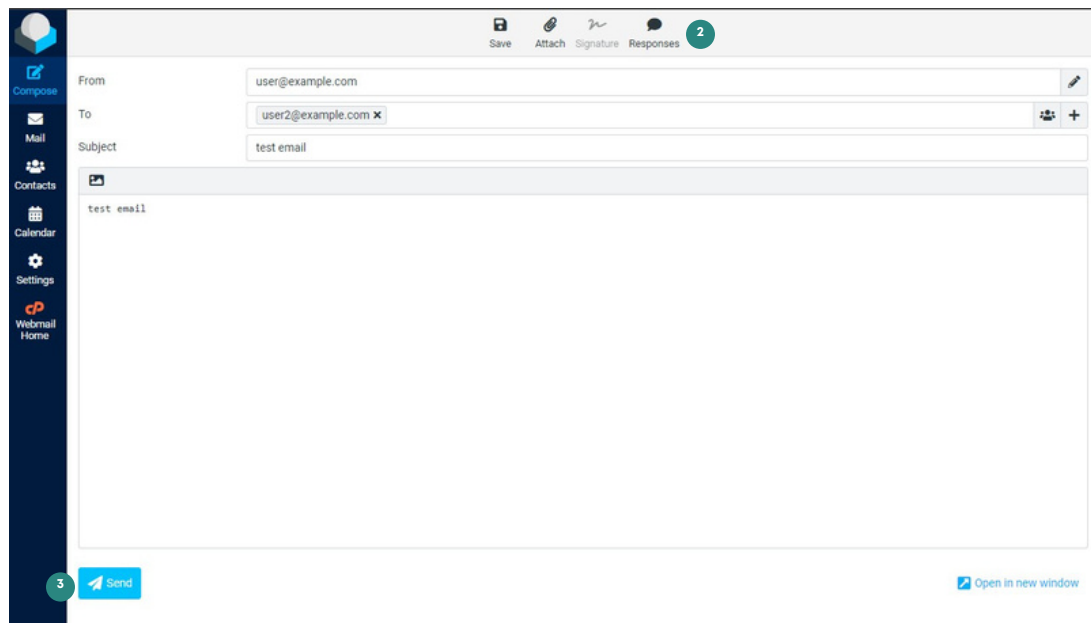 Save Attach Signature Responses 2
Compose
Mail
Contacts
Calendar
Settings
cP
Webmail
Home
From user@example.com
To user2@example.com ×
Subject test email
test email
3 Send Open in new window